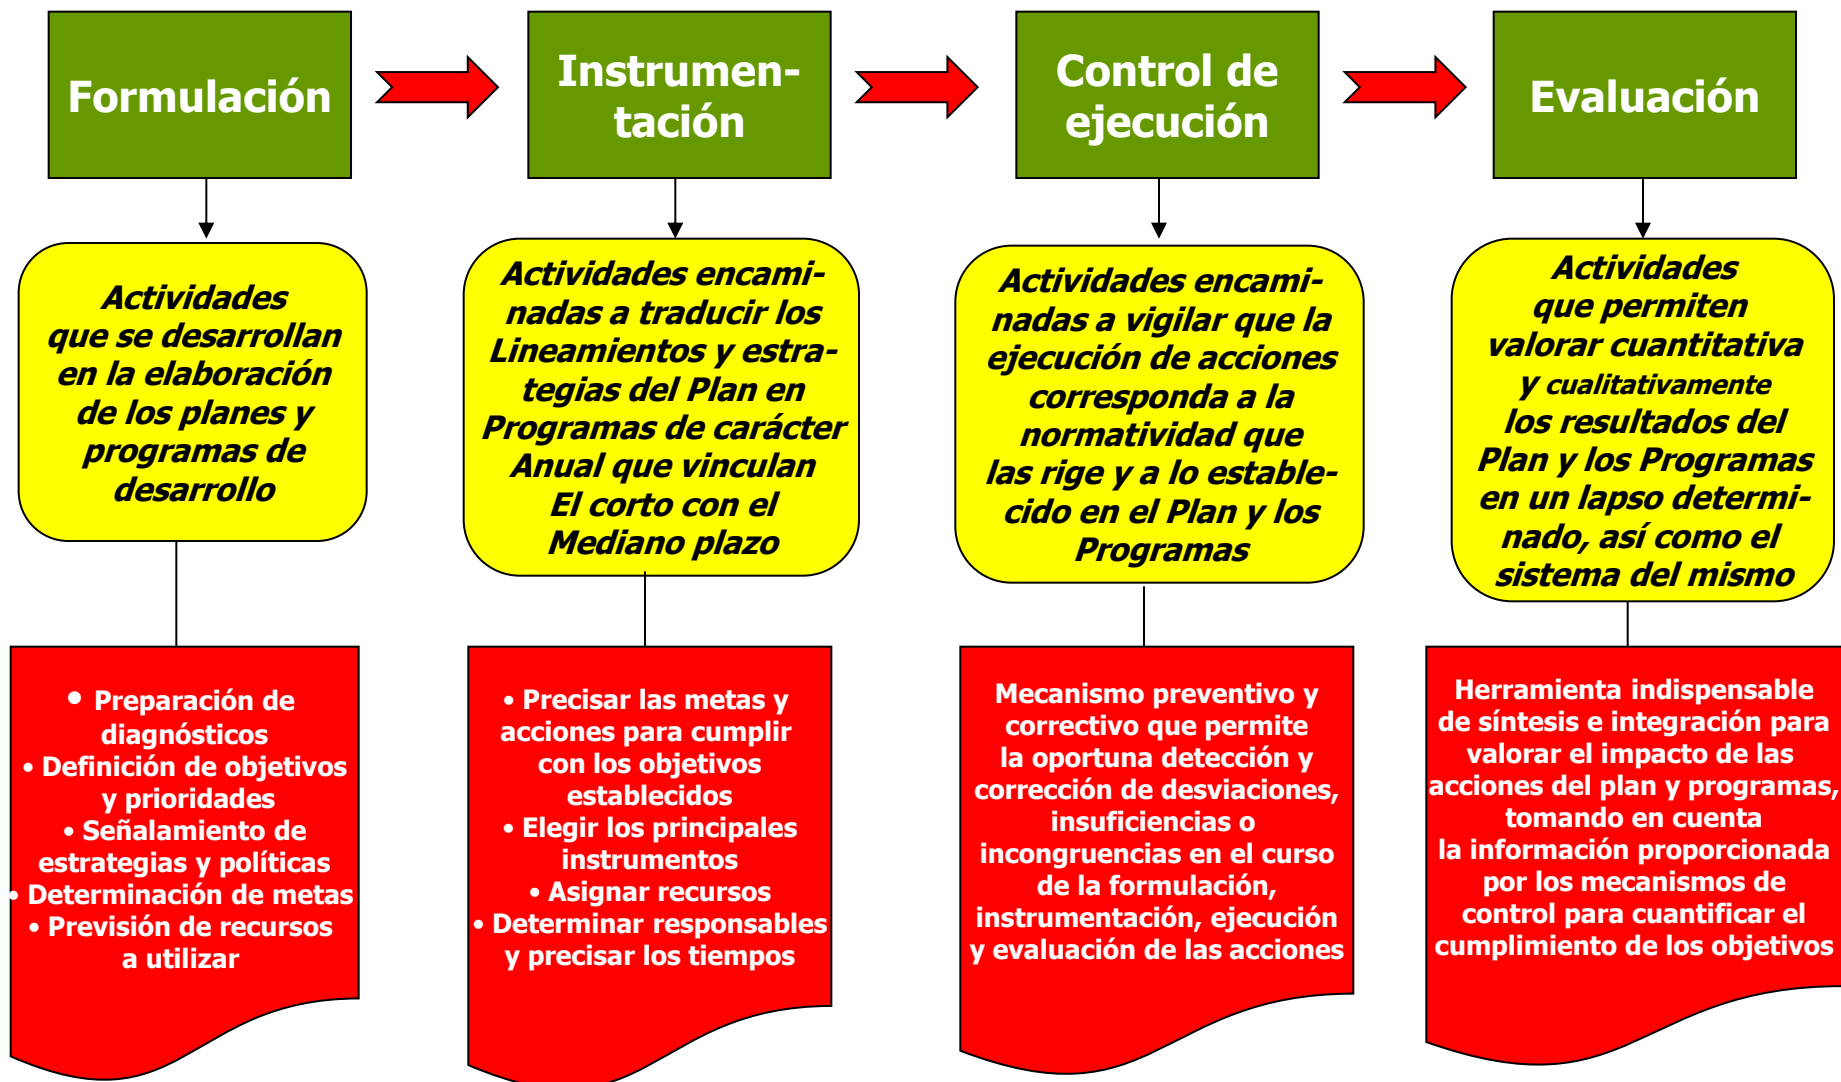 Formulación
Instrumen-
tación
Control de
ejecución
Evaluación
Actividades
que se desarrollan
en la elaboración
de los planes y
programas de
desarrollo
Actividades encami-
nadas a traducir los
Lineamientos y estra-
tegias del Plan en
Programas de carácter
Anual que vinculan
El corto con el
Mediano plazo
Actividades encami-
nadas a vigilar que la
ejecución de acciones
corresponda a la
normatividad que
las rige y a lo estable-
cido en el Plan y los
Programas
Actividades
que permiten
valorar cuantitativa
y cualitativamente
los resultados del
Plan y los Programas
en un lapso determi-
nado, así como el
sistema del mismo
• Preparación de
diagnósticos
• Definición de objetivos
y prioridades
• Señalamiento de
estrategias y políticas
• Determinación de metas
• Previsión de recursos
a utilizar
• Precisar las metas y
acciones para cumplir
con los objetivos
establecidos
• Elegir los principales
instrumentos
• Asignar recursos
• Determinar responsables
y precisar los tiempos
Mecanismo preventivo y
correctivo que permite
la oportuna detección y
corrección de desviaciones,
insuficiencias o
incongruencias en el curso
de la formulación,
instrumentación, ejecución
y evaluación de las acciones
Herramienta indispensable
de síntesis e integración para
valorar el impacto de las
acciones del plan y programas,
tomando en cuenta
la información proporcionada
por los mecanismos de
control para cuantificar el
cumplimiento de los objetivos